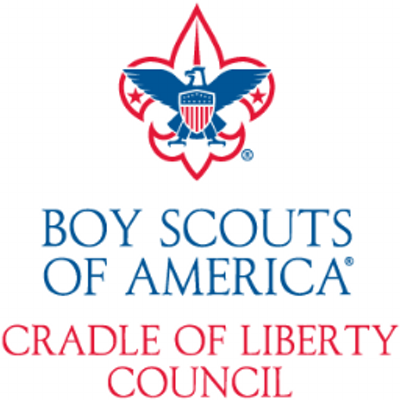 ®
BOY SCOUTS
OF AMERICA®
CRADLE OF LIBERTY
COUNCIL